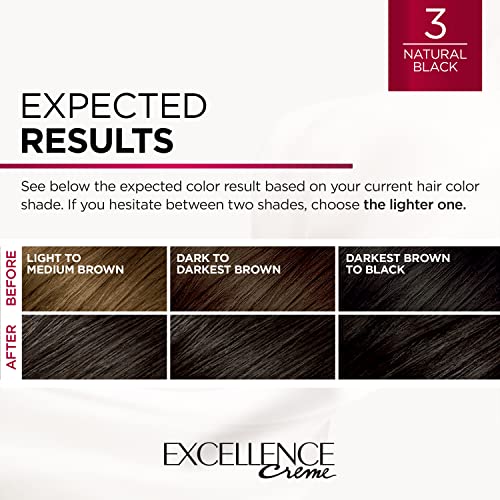 3
NATURAL
BLACK
EXPECTED
RESULTS
See below the expected color result based on your current hair color
shade. If you hesitate between two shades, choose the lighter one.
BEFORE
LIGHT TO
MEDIUM BROWN
DARK TO
DARKEST BROWN
DARKEST BROWN
TO BLACK
AFTER
EXCELLENCE
Creme